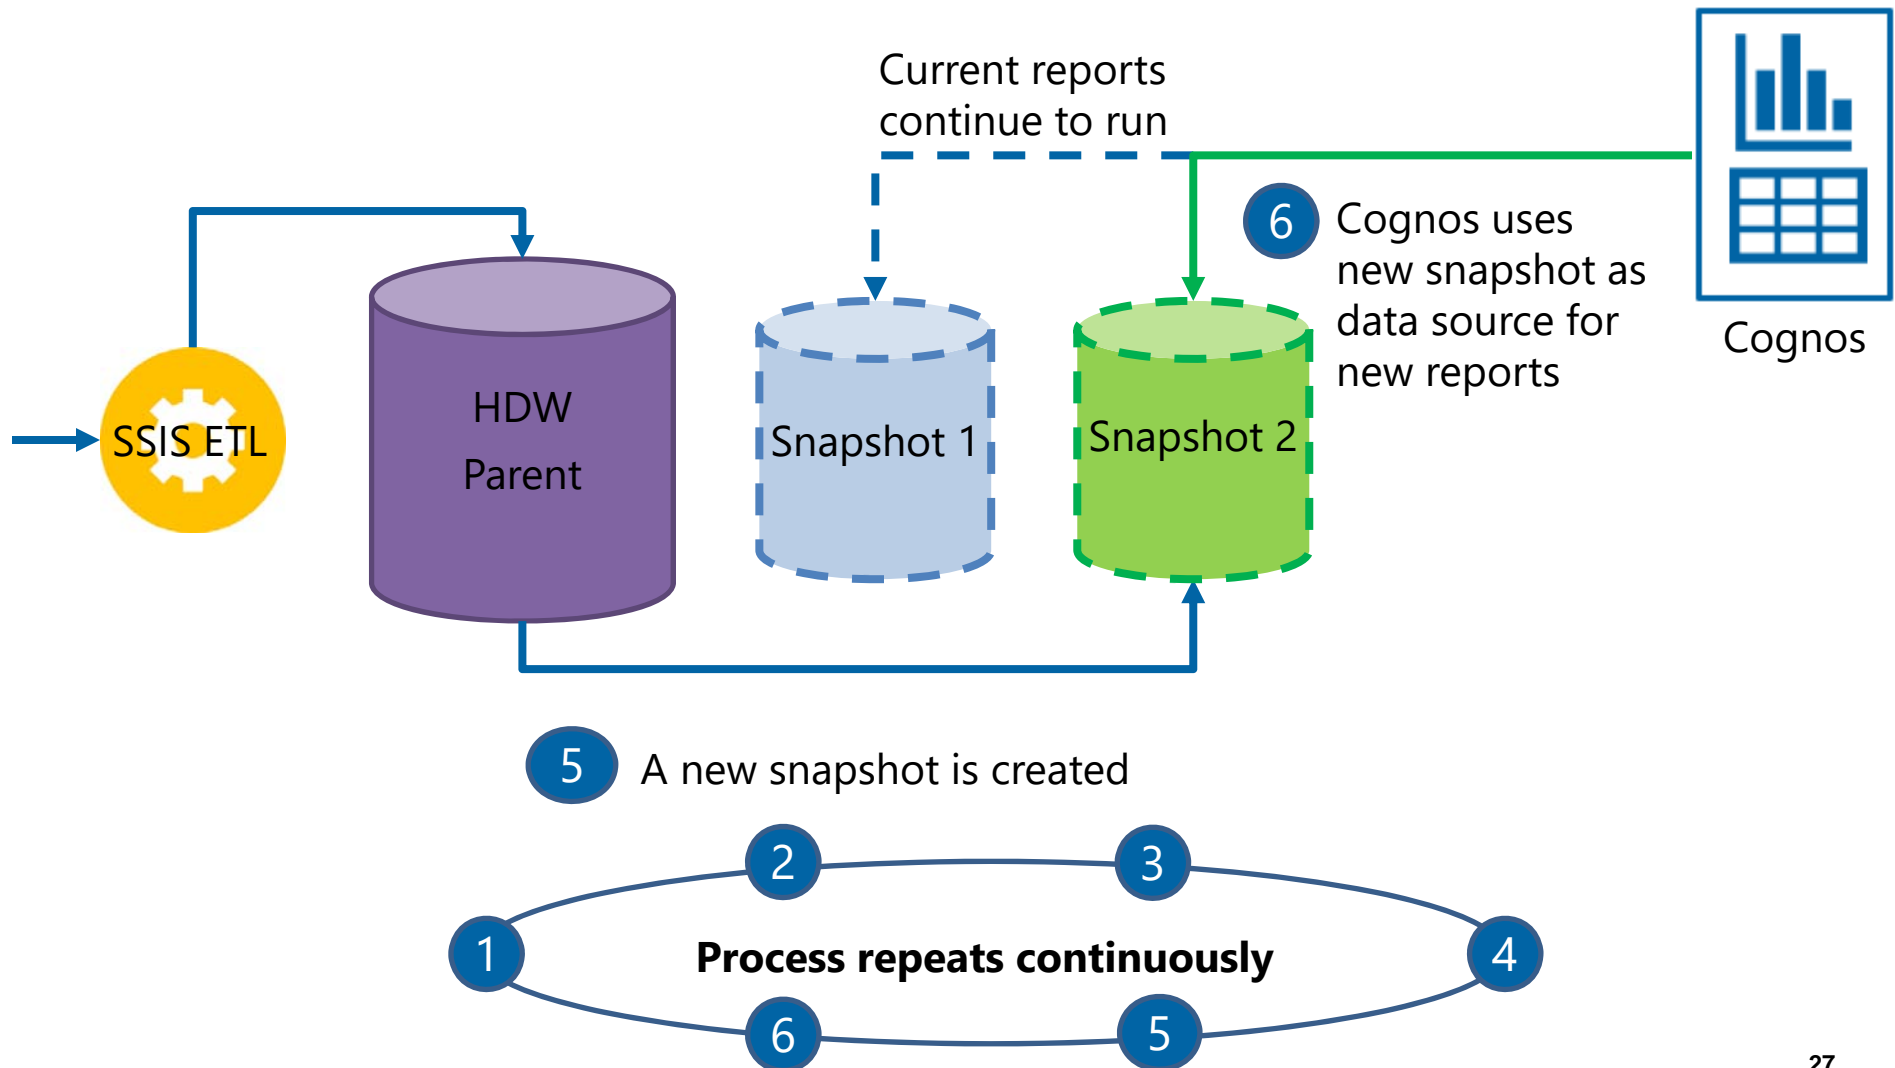 Current reports
continue to run
6
Cognos uses
new snapshot as
data source for
new reports
Cognos
SSIS ETL
HDW
Parent
Snapshot 1
Snapshot 2
5
A new snapshot is created
2
3
1
Process repeats continuously
4
6
5
27